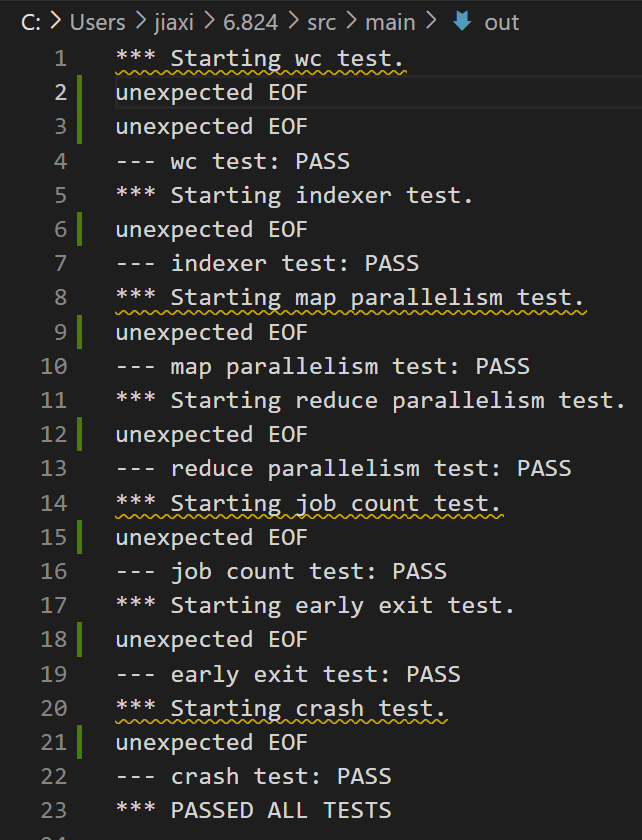 C: > Users > jiaxi > 6.824 > src > main > out
1 *** Starting wc test.
2 unexpected EOF
3 unexpected EOF
4 --- wc test: PASS
5 *** Starting indexer test.
6 unexpected EOF
7 --- indexer test: PASS
8 *** Starting map parallelism test.
9 unexpected EOF
10 --- map parallelism test: PASS
11 *** Starting reduce parallelism test.
12 unexpected EOF
13 --- reduce parallelism test: PASS
14 *** Starting job count test.
15 unexpected EOF
16 --- job count test: PASS
17 *** Starting early exit test.
18 unexpected EOF
19 --- early exit test: PASS
20 *** Starting crash test.
21 unexpected EOF
22 --- crash test: PASS
23 *** PASSED ALL TESTS